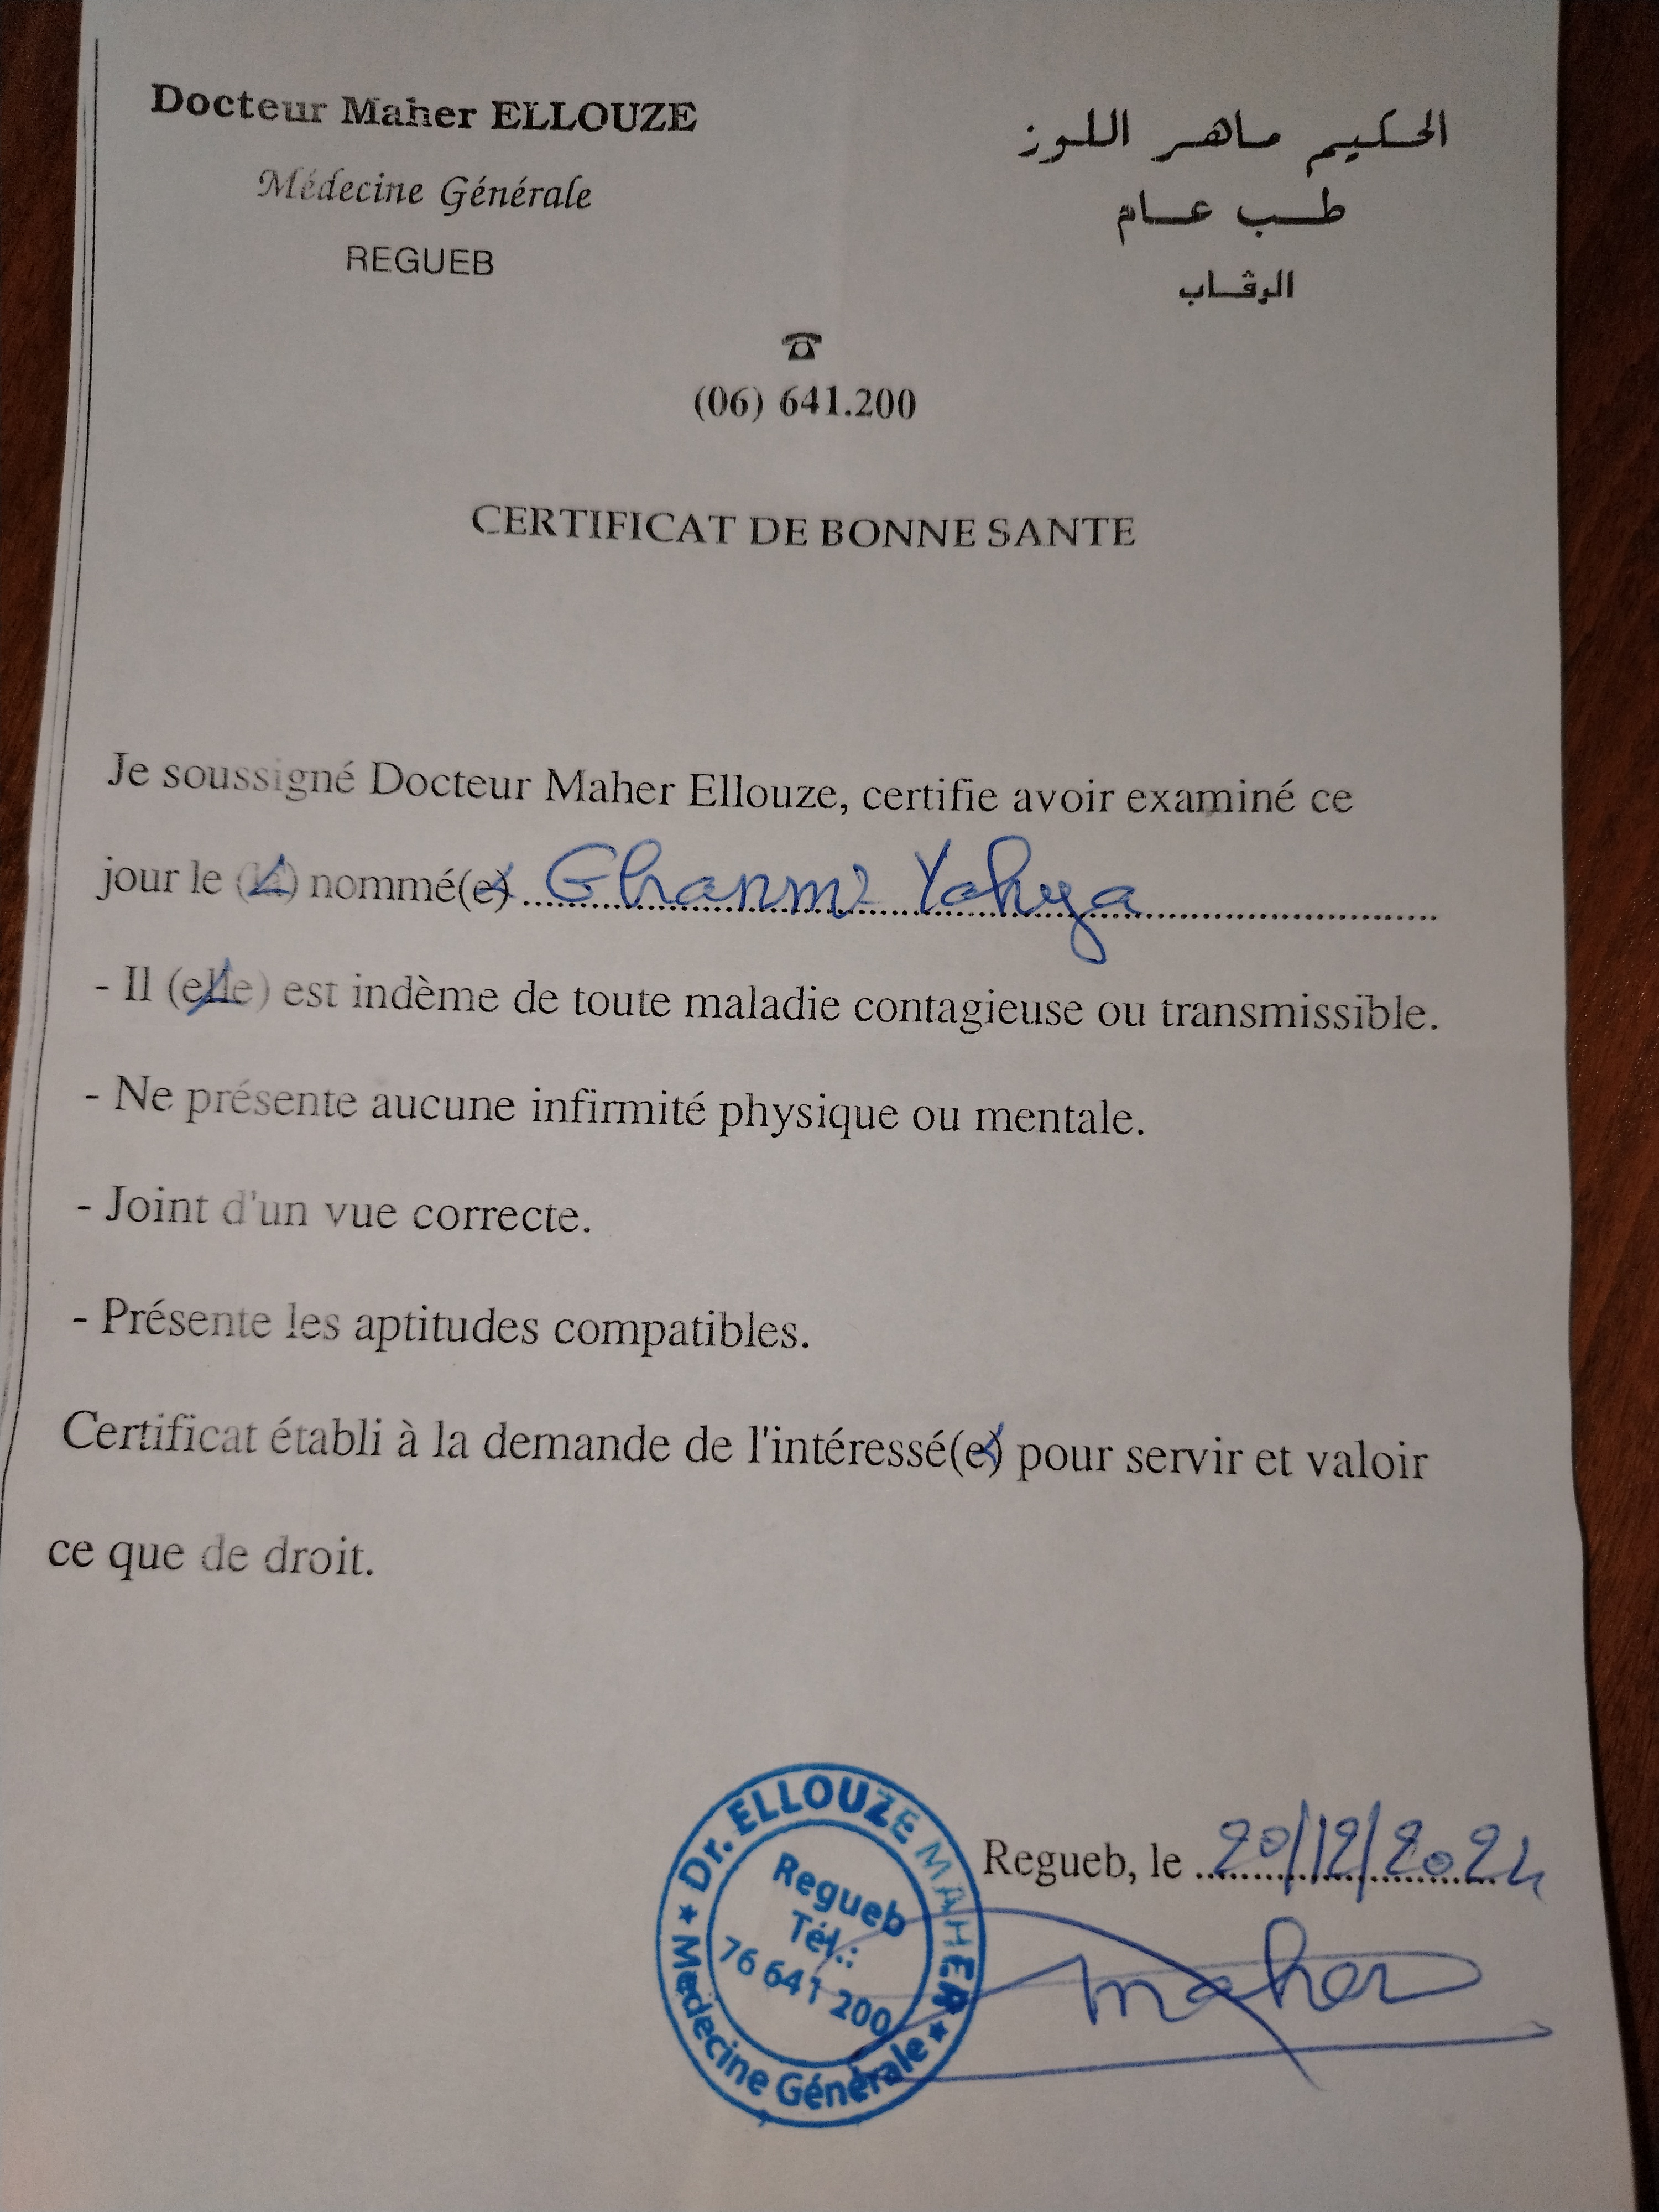 Docteur Maher ELLOUZE
Médecine Générale
REGUEB
الحكيم ماهر اللوز
طب عام
الرڨاب
☎
(06) 641.200
CERTIFICAT DE BONNE SANTE
Je soussigné Docteur Maher Ellouze, certifie avoir examiné ce
jour le (la) nommé(e) Ghanmi Yahya
- Il (elle) est indème de toute maladie contagieuse ou transmissible.
- Ne présente aucune infirmité physique ou mentale.
- Joint d'un vue correcte.
- Présente les aptitudes compatibles.
Certificat établi à la demande de l'intéressé(e) pour servir et valoir
ce que de droit.
Regueb, le 20/12/2024
Dr. ELLOUZE MAHER
Regueb
Tél.:
76 641 200
Maedecine Générale
maher